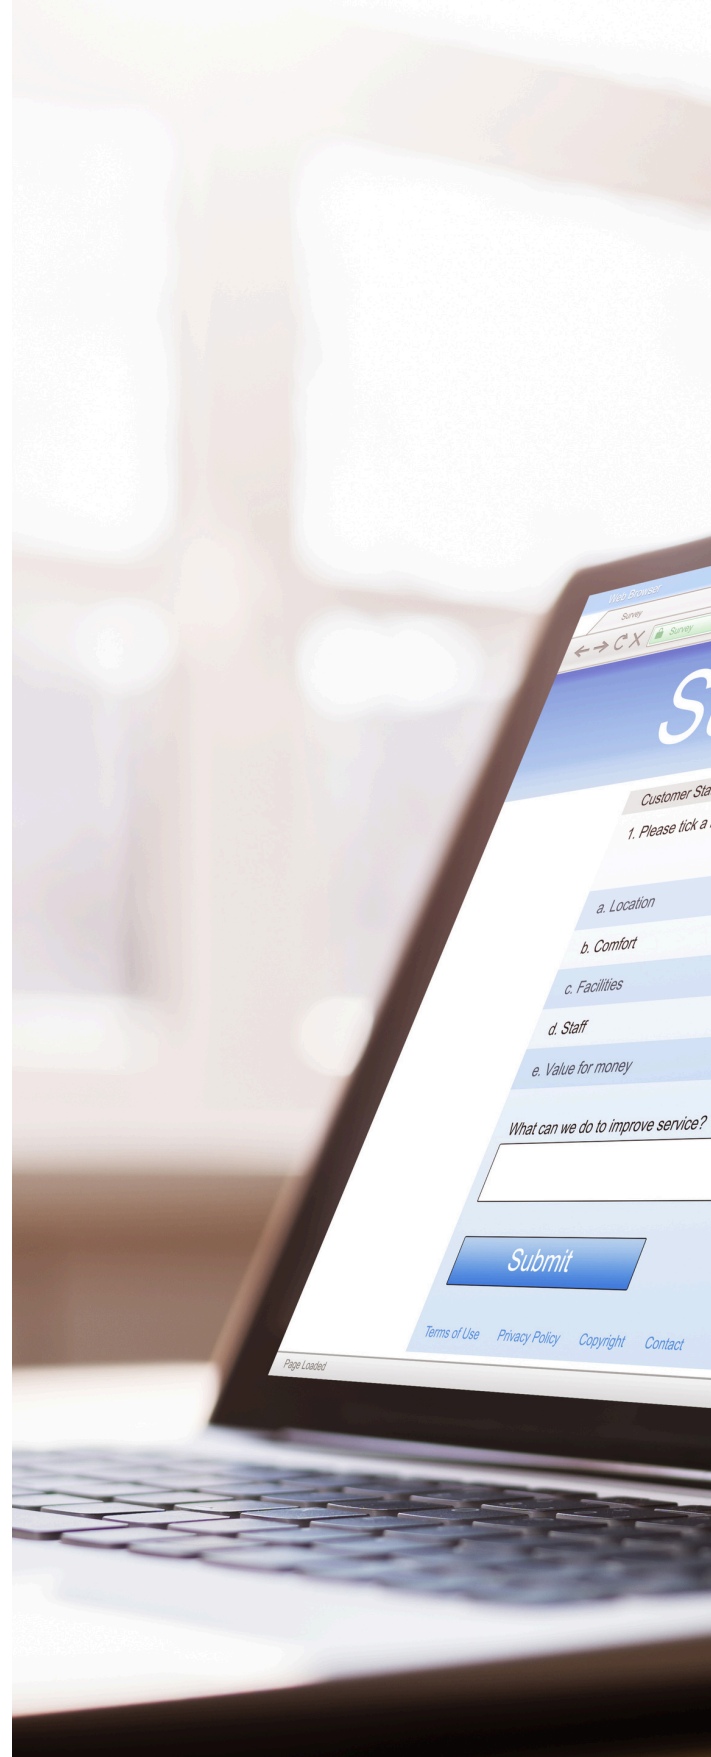 Web Browser
Survey
Survey
Customer
1. Please tick a
a. Location
b. Comfort
c. Facilities
d. Staff
e. Value for money
What can we do to improve service?
Submit
Terms of Use Privacy Policy Copyright Contact
Page Loaded